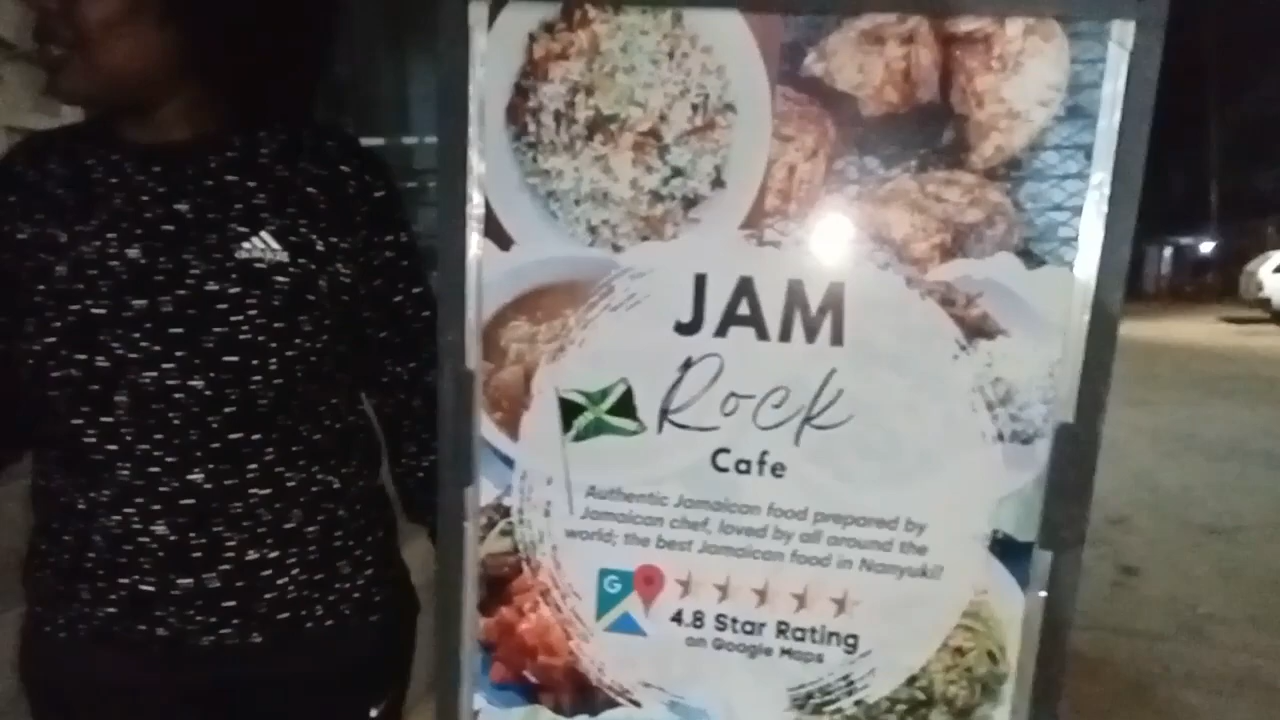 JAM
Rock
Cafe
Authentic Jamaican food prepared by
Jamaican chef, loved by all around the
world; the best Jamaican food in Nanyuki!
G
4.8 Star Rating
on Google Maps
adidas